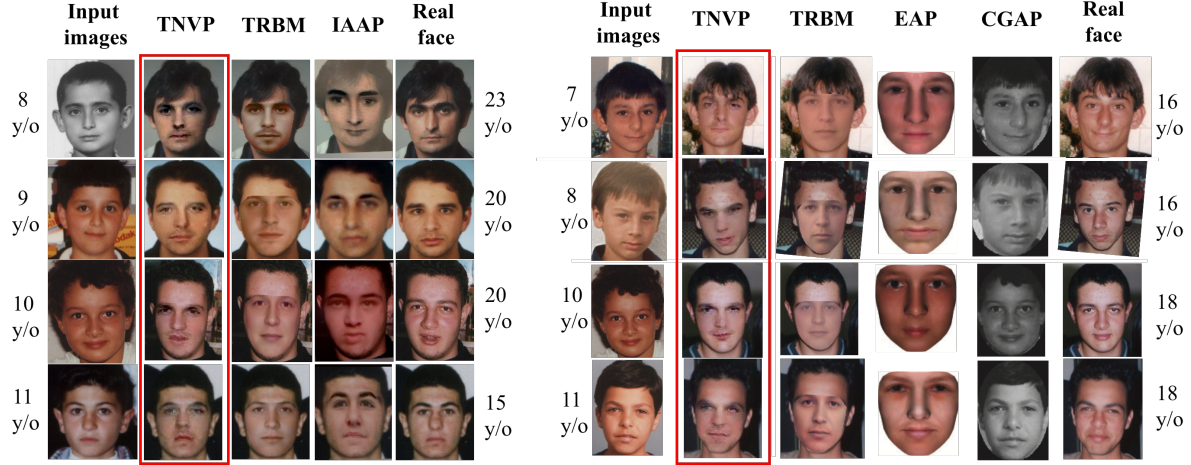 Input images TNVP TRBM IAAP Real face
8 y/o 23 y/o
9 y/o 20 y/o
10 y/o 20 y/o
11 y/o 15 y/o
Input images TNVP TRBM EAP CGAP Real face
7 y/o 16 y/o
8 y/o 16 y/o
10 y/o 18 y/o
11 y/o 18 y/o